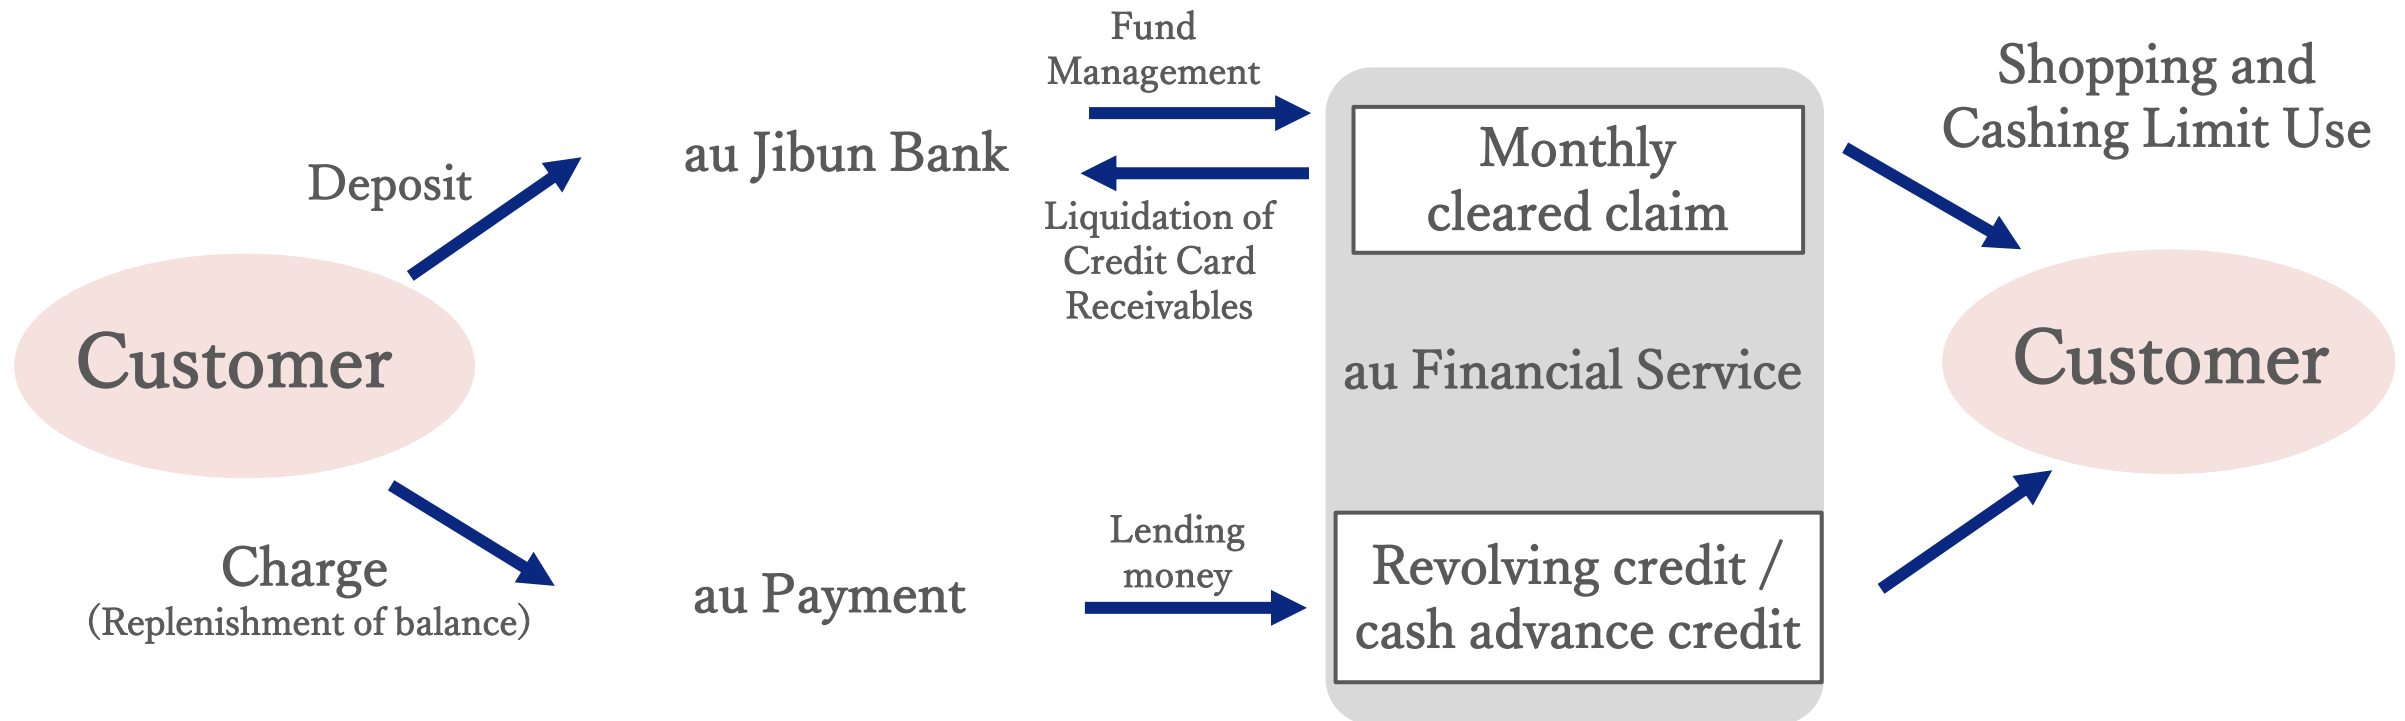 Fund
Management
Shopping and
Cashing Limit Use
Deposit
au Jibun Bank
Monthly
cleared claim
Liquidation of
Credit Card
Receivables
Customer
au Financial Service
Customer
Charge
(Replenishment of balance)
au Payment
Lending
money
Revolving credit /
cash advance credit